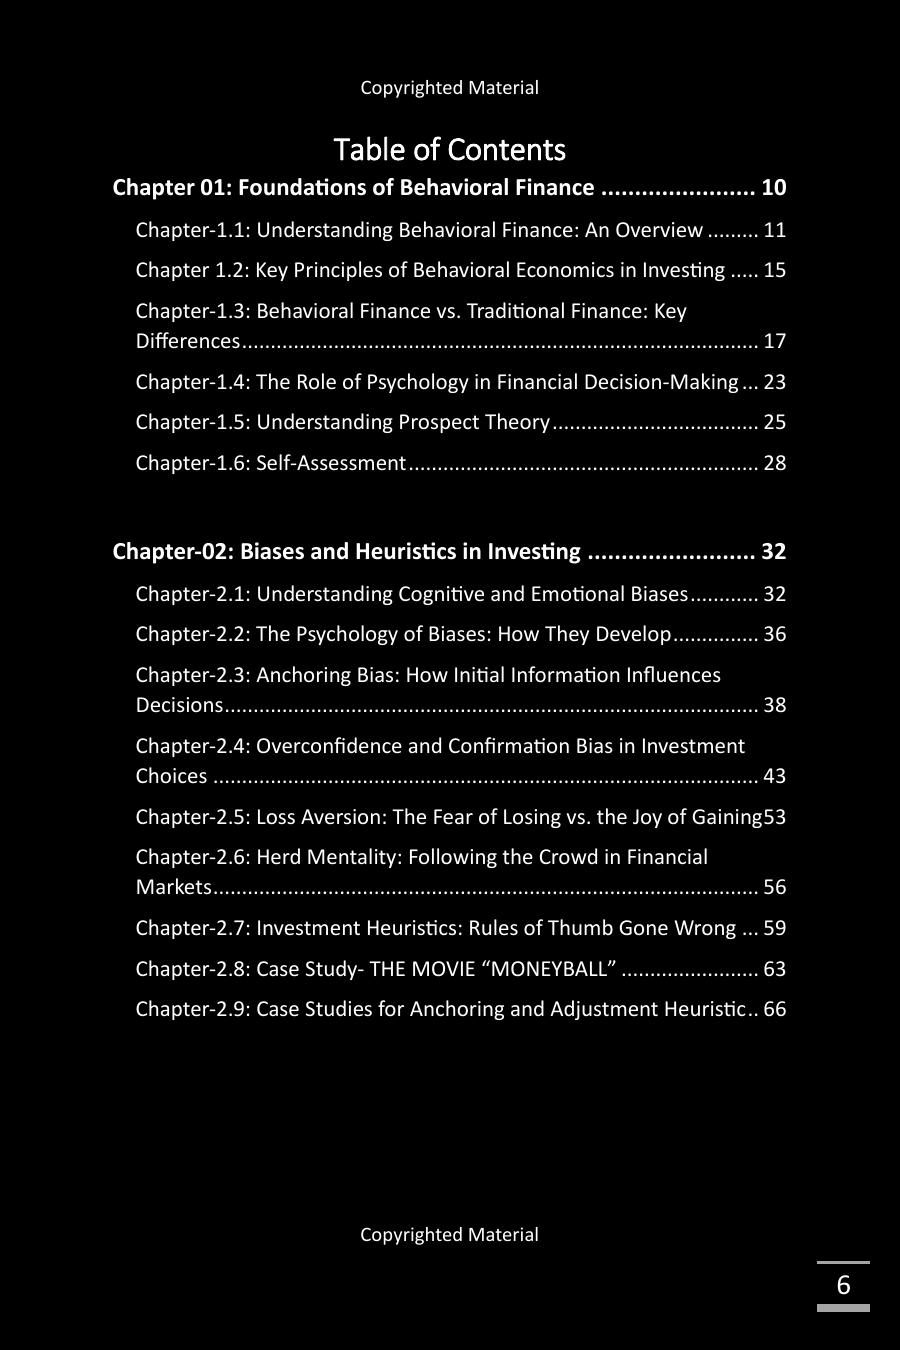 Copyrighted Material
Table of Contents
Chapter 01: Foundations of Behavioral Finance ....................... 10
Chapter-1.1: Understanding Behavioral Finance: An Overview ......... 11
Chapter 1.2: Key Principles of Behavioral Economics in Investing ..... 15
Chapter-1.3: Behavioral Finance vs. Traditional Finance: Key
Differences.......................................................................................... 17
Chapter-1.4: The Role of Psychology in Financial Decision-Making ... 23
Chapter-1.5: Understanding Prospect Theory .................................... 25
Chapter-1.6: Self-Assessment ............................................................. 28
Chapter-02: Biases and Heuristics in Investing ......................... 32
Chapter-2.1: Understanding Cognitive and Emotional Biases............ 32
Chapter-2.2: The Psychology of Biases: How They Develop............... 36
Chapter-2.3: Anchoring Bias: How Initial Information Influences
Decisions............................................................................................. 38
Chapter-2.4: Overconfidence and Confirmation Bias in Investment
Choices ............................................................................................... 43
Chapter-2.5: Loss Aversion: The Fear of Losing vs. the Joy of Gaining53
Chapter-2.6: Herd Mentality: Following the Crowd in Financial
Markets............................................................................................... 56
Chapter-2.7: Investment Heuristics: Rules of Thumb Gone Wrong ... 59
Chapter-2.8: Case Study- THE MOVIE “MONEYBALL” ........................ 63
Chapter-2.9: Case Studies for Anchoring and Adjustment Heuristic.. 66
Copyrighted Material
6